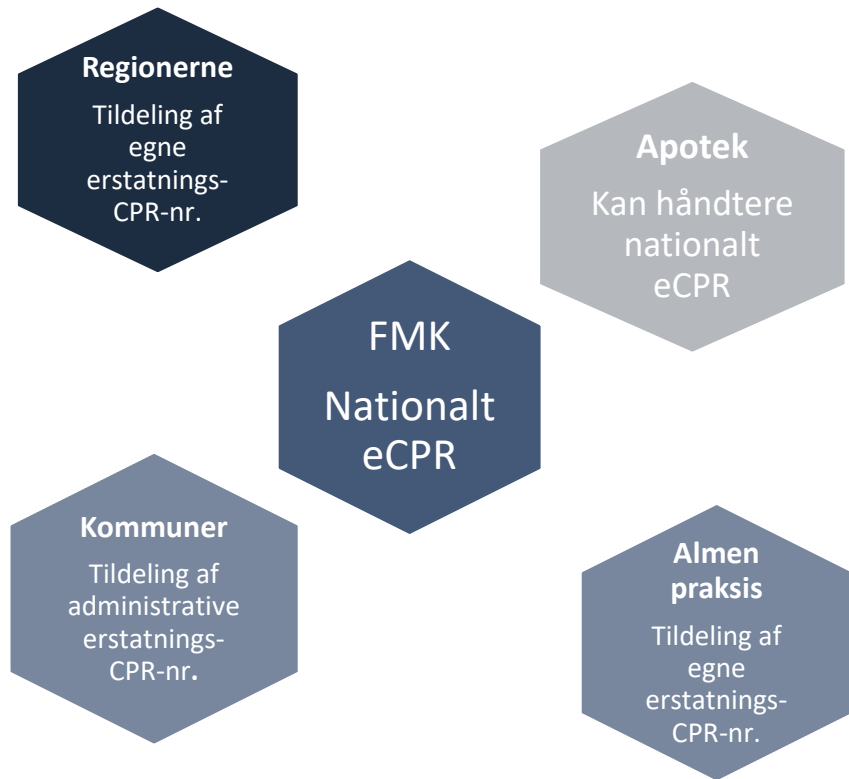 Regionerne
Tildeling af
egne
erstatnings-
CPR-nr.
Apotek
Kan håndtere
nationalt
eCPR
FMK
Nationalt
eCPR
Kommuner
Tildeling af
administrative
erstatnings-
CPR-nr.
Almen
praksis
Tildeling af
egne
erstatnings-
CPR-nr.